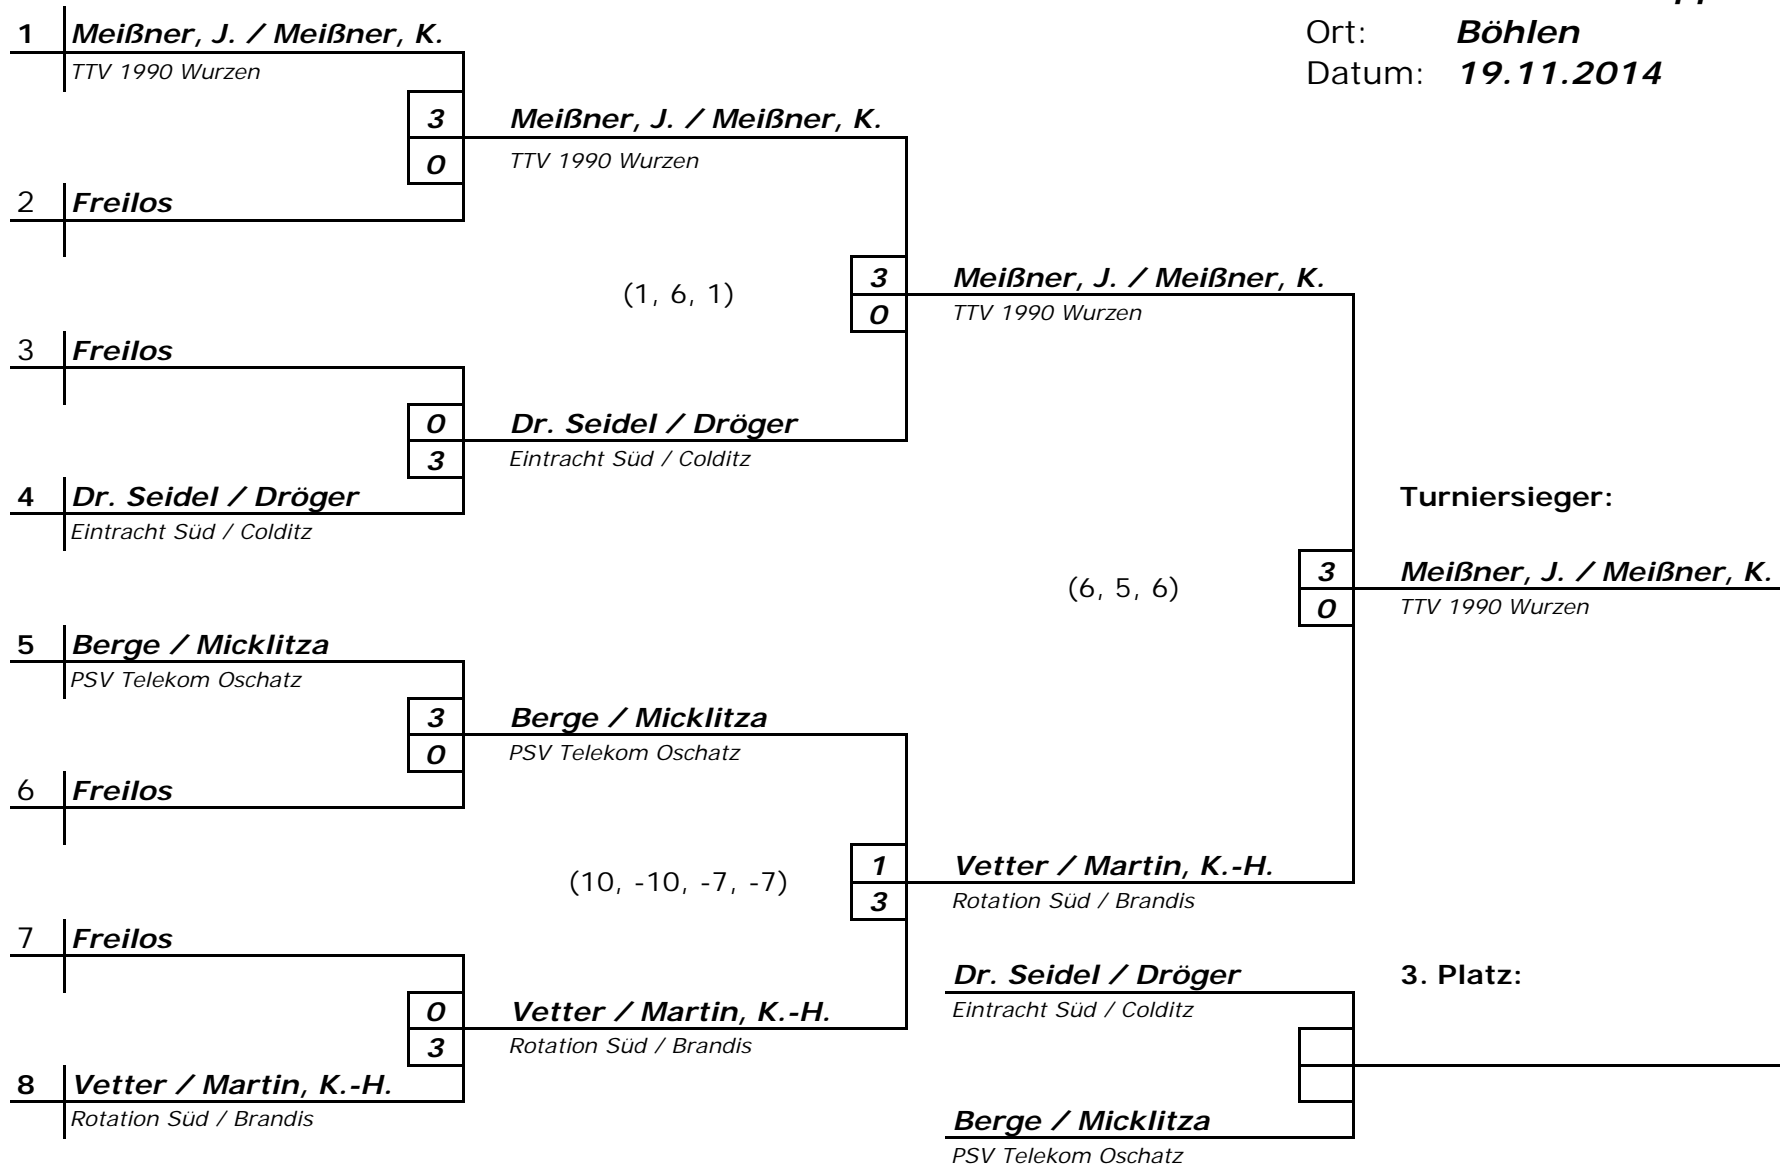 Ort: Böhlen
Datum: 19.11.2014
1 Meißner, J. / Meißner, K.
TTV 1990 Wurzen
3 Meißner, J. / Meißner, K.
0 TTV 1990 Wurzen
2 Freilos
(1, 6, 1)
3 Meißner, J. / Meißner, K.
0 TTV 1990 Wurzen
3 Freilos
0 Dr. Seidel / Dröger
3 Eintracht Süd / Colditz
4 Dr. Seidel / Dröger
Eintracht Süd / Colditz
Turniersieger:
(6, 5, 6)
3 Meißner, J. / Meißner, K.
0 TTV 1990 Wurzen
5 Berge / Micklitza
PSV Telekom Oschatz
3 Berge / Micklitza
0 PSV Telekom Oschatz
6 Freilos
(10, -10, -7, -7)
1 Vetter / Martin, K.-H.
3 Rotation Süd / Brandis
7 Freilos
0 Vetter / Martin, K.-H.
3 Rotation Süd / Brandis
8 Vetter / Martin, K.-H.
Rotation Süd / Brandis
Dr. Seidel / Dröger
Eintracht Süd / Colditz
3. Platz:
Berge / Micklitza
PSV Telekom Oschatz